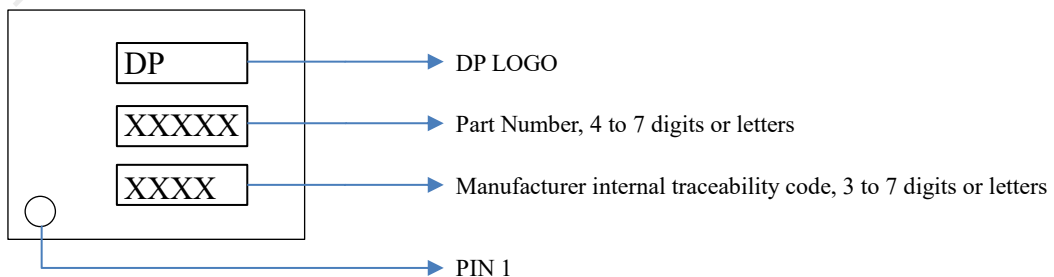 DP
DP LOGO
XXXXX
Part Number, 4 to 7 digits or letters
XXXX
Manufacturer internal traceability code, 3 to 7 digits or letters
PIN 1